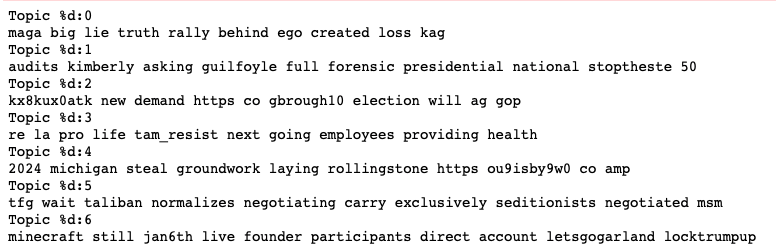 Topic %d:0
maga big lie truth rally behind ego created loss kag
Topic %d:1
audits kimberly asking guilfoyle full forensic presidential national stoptheste 50
Topic %d:2
kx8kux0atk new demand https co gbrough10 election will ag gop
Topic %d:3
re la pro life tam_resist next going employees providing health
Topic %d:4
2024 michigan steal groundwork laying rollingstone https ou9isby9w0 co amp
Topic %d:5
tfg wait taliban normalizes negotiating carry exclusively seditionists negotiated msm
Topic %d:6
minecraft still jan6th live founder participants direct account letsgogarland locktrumpup